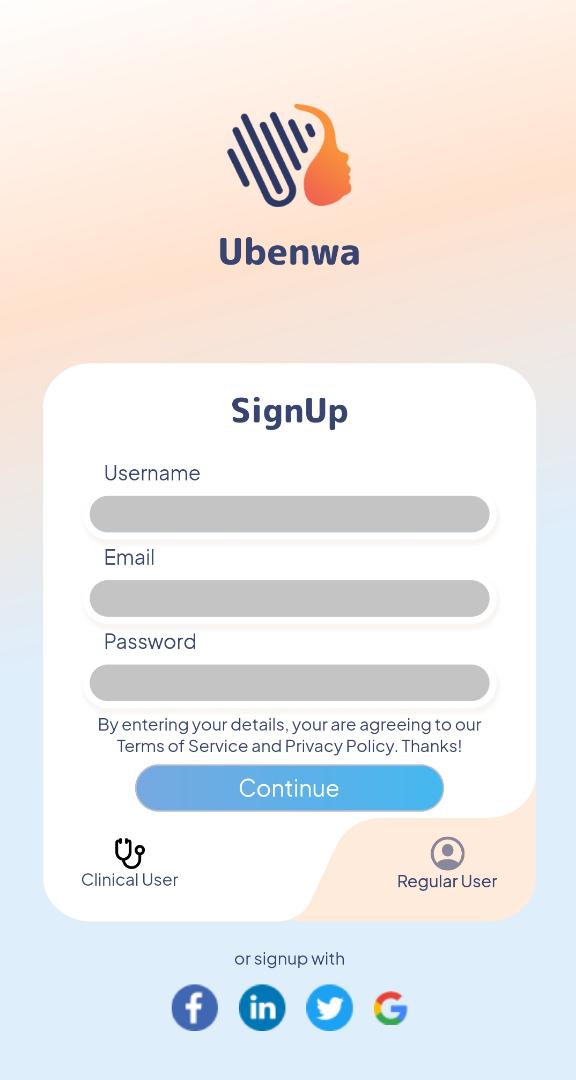 Ubenwa
SignUp
Username
Email
Password
By entering your details, your are agreeing to our
Terms of Service and Privacy Policy. Thanks!
Continue
Clinical User
Regular User
or signup with
f
in
G